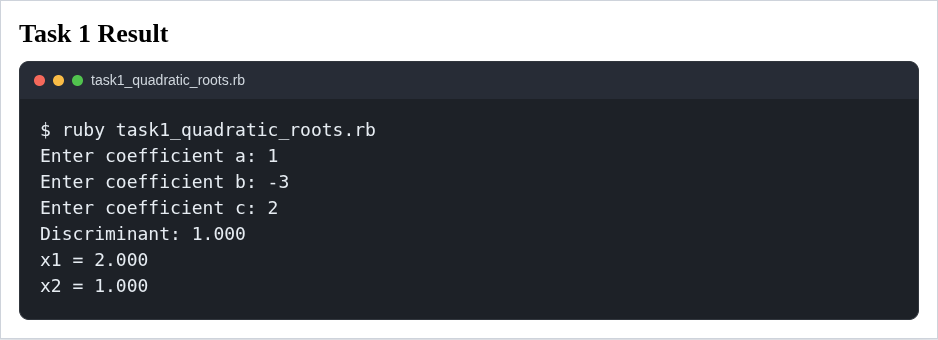 Task 1 Result
task1_quadratic_roots.rb
$ ruby task1_quadratic_roots.rb
Enter coefficient a: 1
Enter coefficient b: -3
Enter coefficient c: 2
Discriminant: 1.000
x1 = 2.000
x2 = 1.000